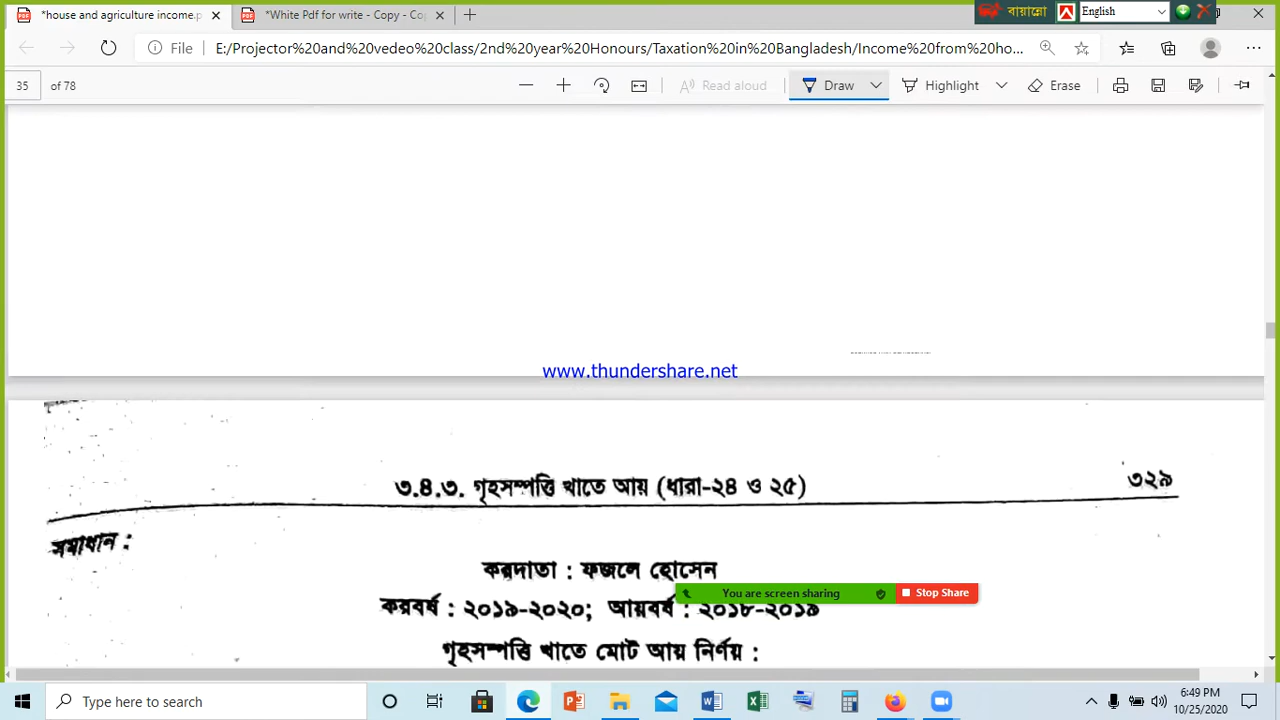 *house and agriculture income.
*White Pdf for write - Copy - Co
বায়ান্নো
English
File
E:/Projector%20and%20vedeo%20class/2nd%20year%20Honours/Taxation%20in%20Bangladesh/Income%20from%20ho...
35 of 78
Read aloud
Draw
Highlight
Erase
www.thundershare.net
৩.৪.৩. গৃহসম্পত্তি খাতে আয় (ধারা-২৪ ও ২৫)
৩২৯
সমাধান :
করদাতা : ফজলে হোসেন
You are screen sharing
Stop Share
করবর্ষ : ২০১৯-২০২০; আয়বর্ষ : ২০১৮-২০১৯
গৃহসম্পত্তি খাতে মোট আয় নির্ণয় :
Type here to search
6:49 PM
10/25/2020